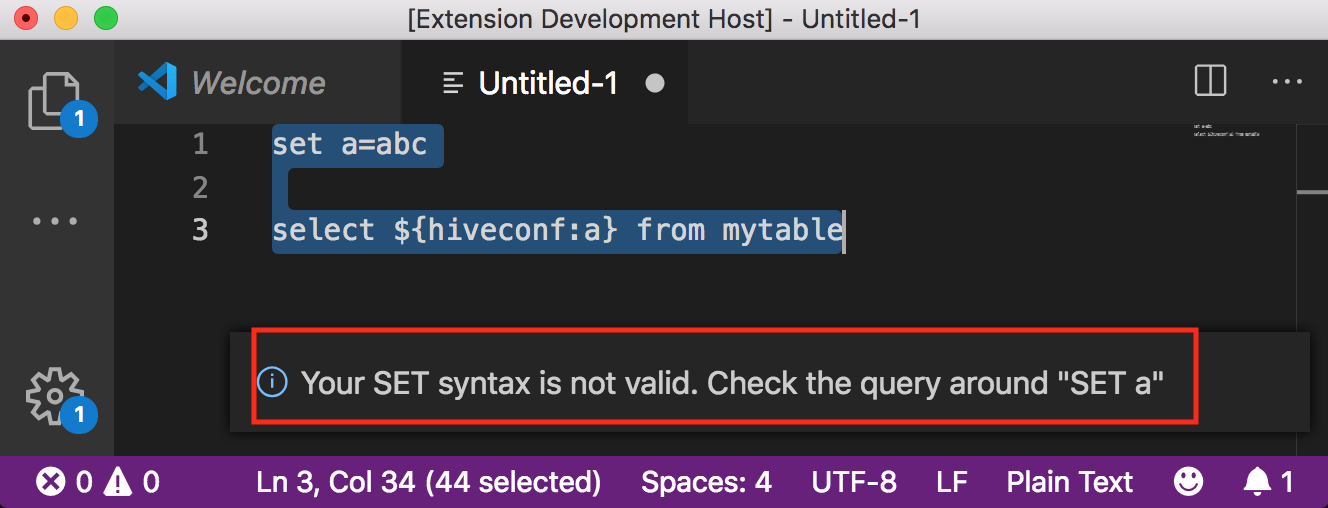 [Extension Development Host] - Untitled-1
Welcome
Untitled-1
1
1 set a=abc
2
3 select ${hiveconf:a} from mytable
Your SET syntax is not valid. Check the query around "SET a"
1
0 0 Ln 3, Col 34 (44 selected) Spaces: 4 UTF-8 LF Plain Text 1